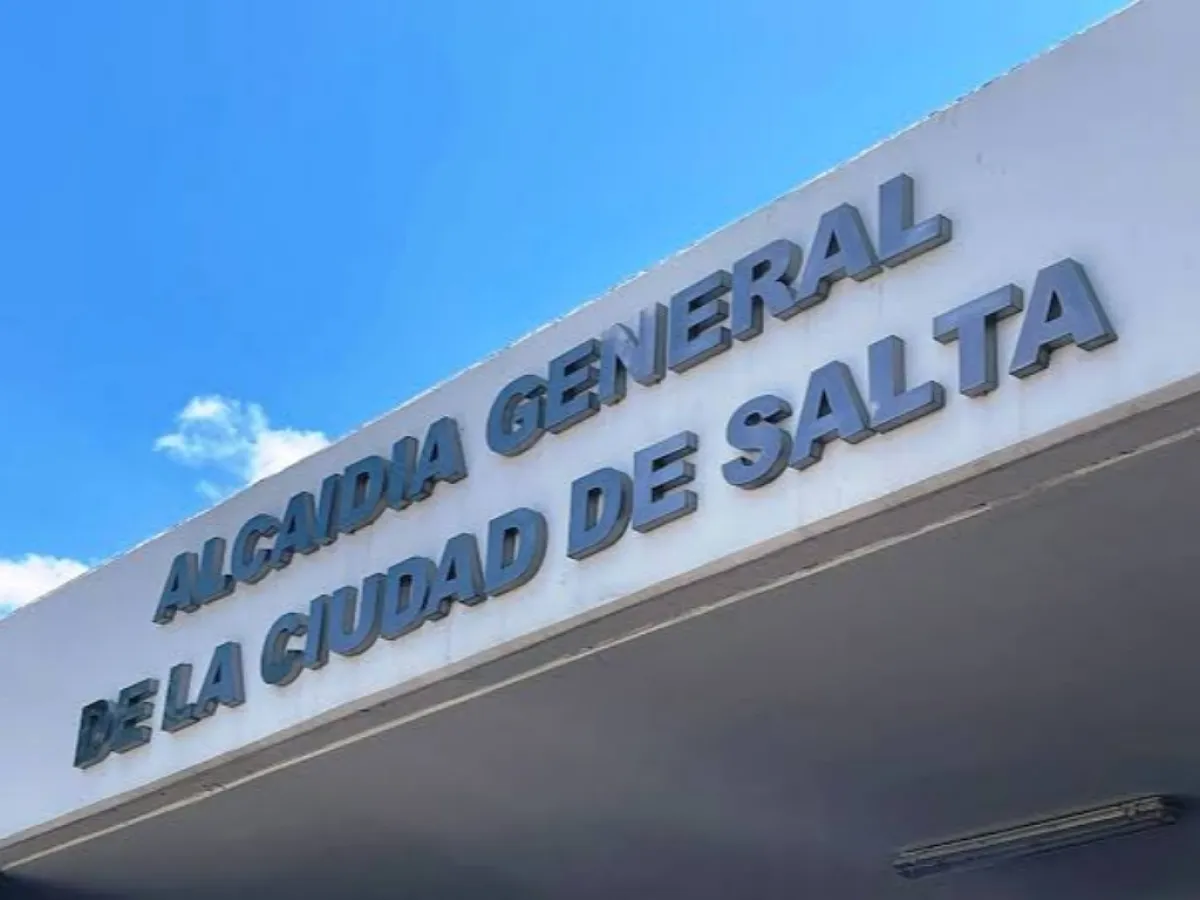 ALCAIDIA GENERAL
DE LA CIUDAD DE SALTA